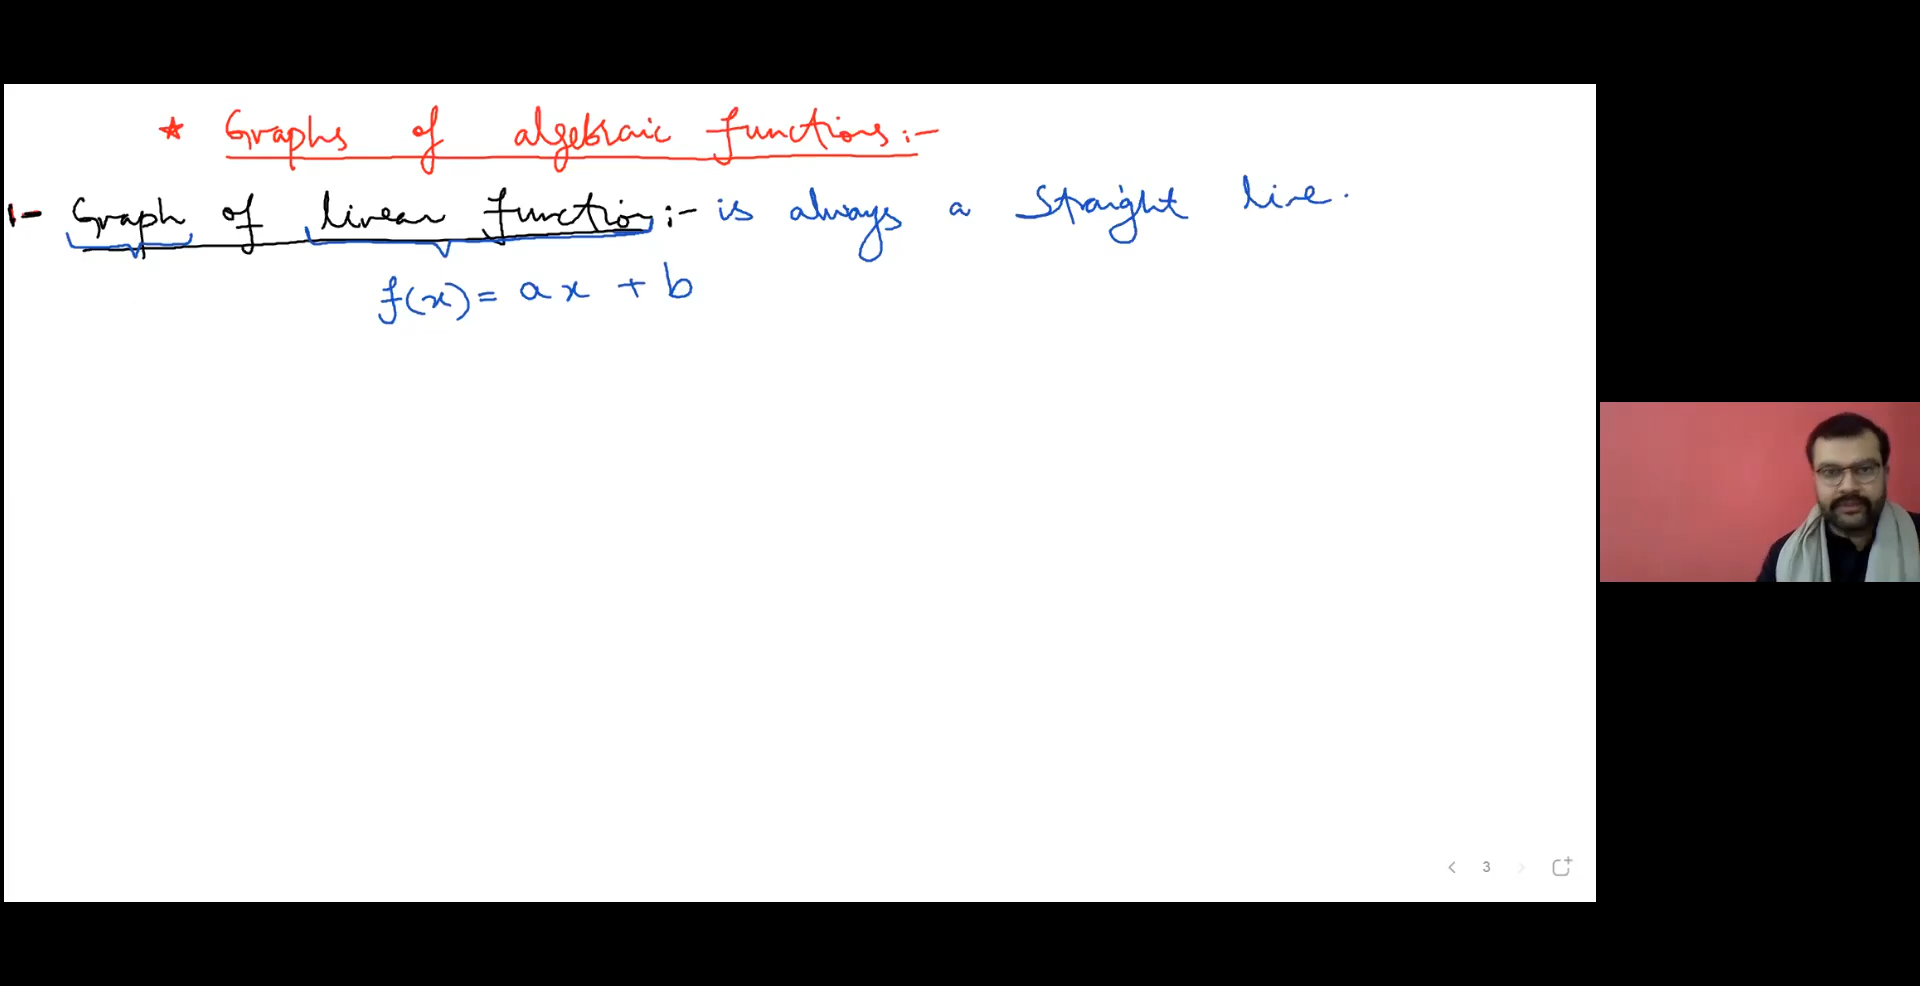 ★ Graphs of algebraic functions:-
1- Graph of linear function:- is always a straight line.
f(x) = ax + b
3